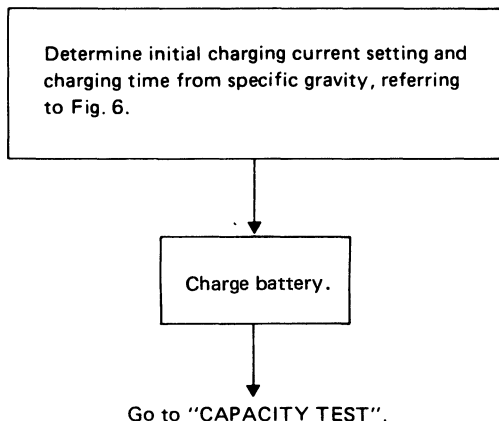 Determine initial charging current setting and
charging time from specific gravity, referring
to Fig. 6.
Charge battery.
Go to "CAPACITY TEST".